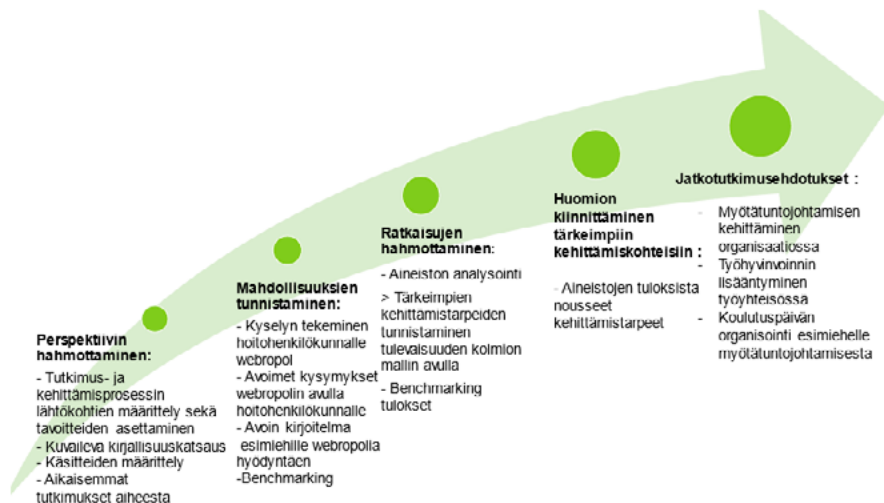 Perspektiivin
hahmottaminen:
- Tutkimus- ja
kehittämisprosessin
lähtökohtien määrittely sekä
tavoitteiden asettaminen
- Kuvaileva kirjallisuuskatsaus
- Käsitteiden määrittely
- Aikaisemmat
tutkimukset aiheesta
Mahdollisuuksien
tunnistaminen:
- Kyselyn tekeminen
hoitohenkilökunnalle
webropol
- Avoimet kysymykset
webropolin avulla
hoitohenkilökunnalle
- Avoin kirjoitelma
esimiehille webropolla
hyödyntäen
-Benchmarking
Ratkaisujen
hahmottaminen:
- Aineiston analysointi
> Tärkeimpien
kehittämistarpeiden
tunnistaminen
tulevaisuuden kolmion
mallin avulla
- Benchmarking
tulokset
Huomion
kiinnittäminen
tärkeimpiin
kehittämiskohteisiin :
- Aineistojen tuloksista
nousseet
kehittämistarpeet
Jatkotutkimusehdotukset :
- Myötätuntojohtamisen
kehittäminen
organisaatiossa
- Työhyvinvoinnin
lisääntyminen
työyhteisössä
- Koulutuspäivän
organisointi esimiehelle
myötätuntojohtamisesta